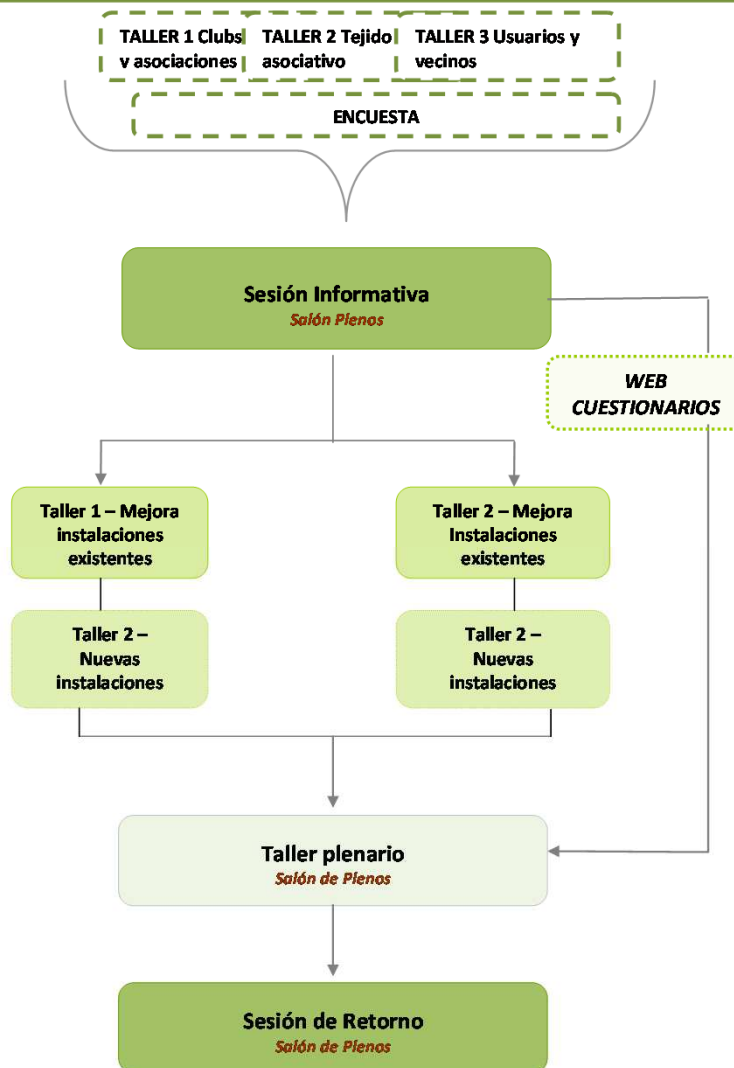 TALLER 1 Clubs
y asociaciones
TALLER 2 Tejido
asociativo
TALLER 3 Usuarios y
vecinos
ENCUESTA
Sesión Informativa
Salón Plenos
WEB
CUESTIONARIOS
Taller 1 – Mejora
instalaciones
existentes
Taller 2 – Mejora
Instalaciones
existentes
Taller 2 –
Nuevas
instalaciones
Taller 2 –
Nuevas
instalaciones
Taller plenario
Salón de Plenos
Sesión de Retorno
Salón de Plenos